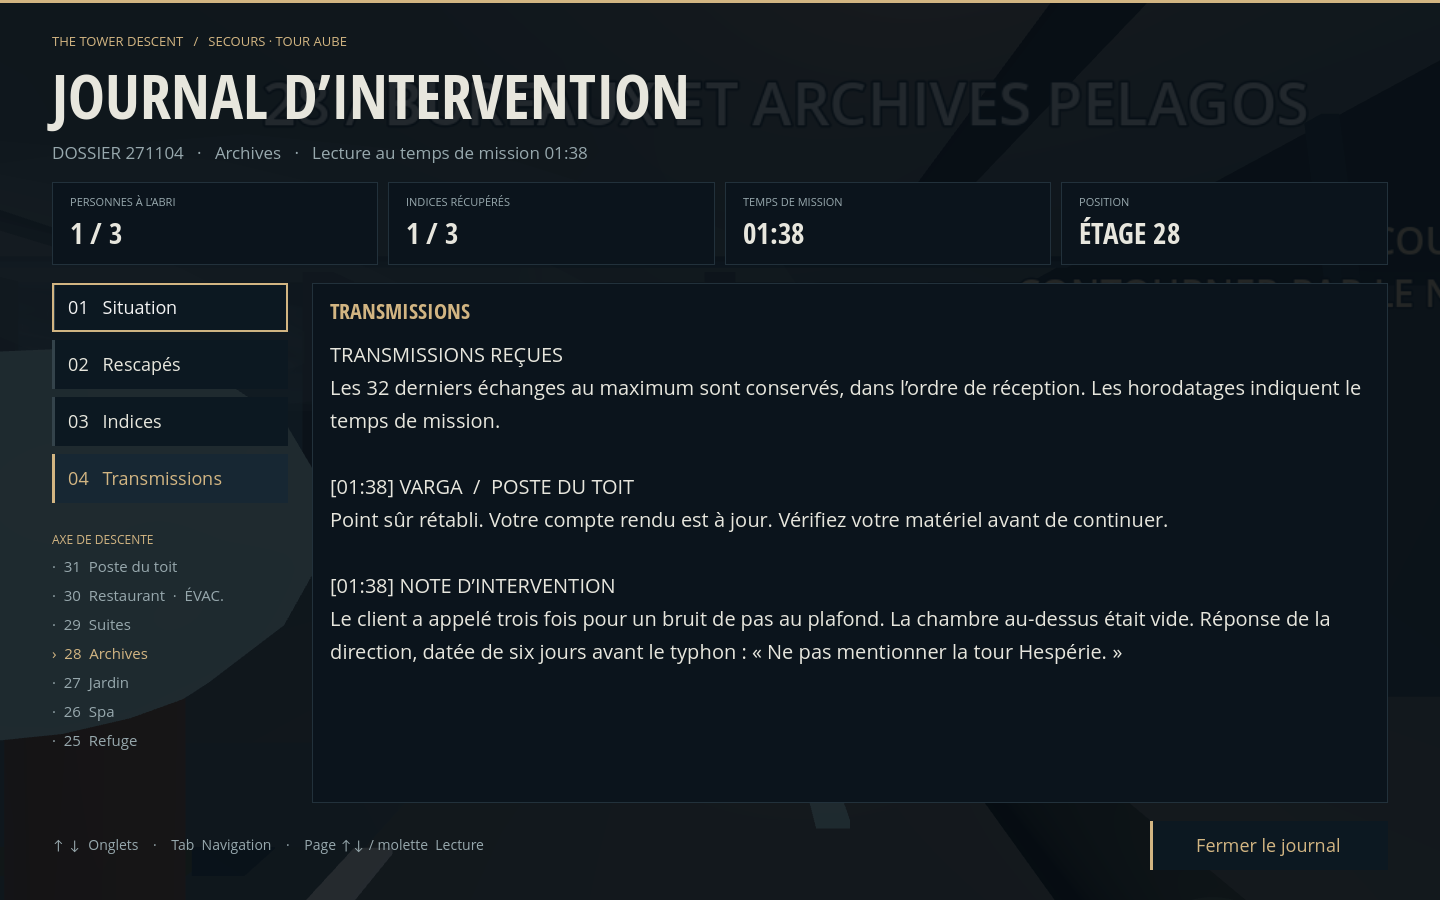 THE TOWER DESCENT / SECOURS · TOUR AUBE
JOURNAL D’INTERVENTION
ET ARCHIVES PELAGOS
DOSSIER 271104 · Archives · Lecture au temps de mission 01:38
PERSONNES À L’ABRI
1 / 3
INDICES RÉCUPÉRÉS
1 / 3
TEMPS DE MISSION
01:38
POSITION
ÉTAGE 28
CONTOURNER PAR LE N
01 Situation
02 Rescapés
03 Indices
04 Transmissions
AXE DE DESCENTE
· 31 Poste du toit
· 30 Restaurant · ÉVAC.
· 29 Suites
› 28 Archives
· 27 Jardin
· 26 Spa
· 25 Refuge
TRANSMISSIONS
TRANSMISSIONS REÇUES
Les 32 derniers échanges au maximum sont conservés, dans l’ordre de réception. Les horodatages indiquent le
temps de mission.
[01:38] VARGA / POSTE DU TOIT
Point sûr rétabli. Votre compte rendu est à jour. Vérifiez votre matériel avant de continuer.
[01:38] NOTE D’INTERVENTION
Le client a appelé trois fois pour un bruit de pas au plafond. La chambre au-dessus était vide. Réponse de la
direction, datée de six jours avant le typhon : « Ne pas mentionner la tour Hespérie. »
↑ ↓ Onglets · Tab Navigation · Page ↑↓ / molette Lecture
Fermer le journal